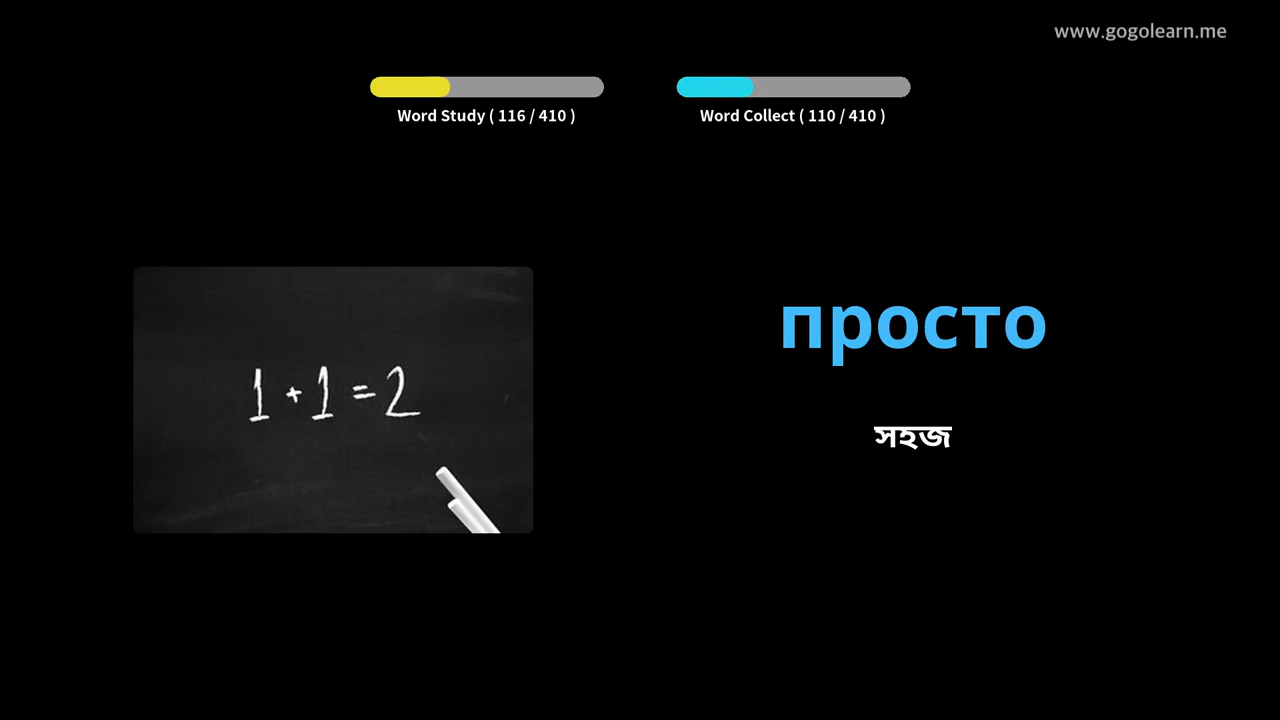 www.gogolearn.me
Word Study ( 116 / 410 )
Word Collect ( 110 / 410 )
1 + 1 = 2
просто
সহজ